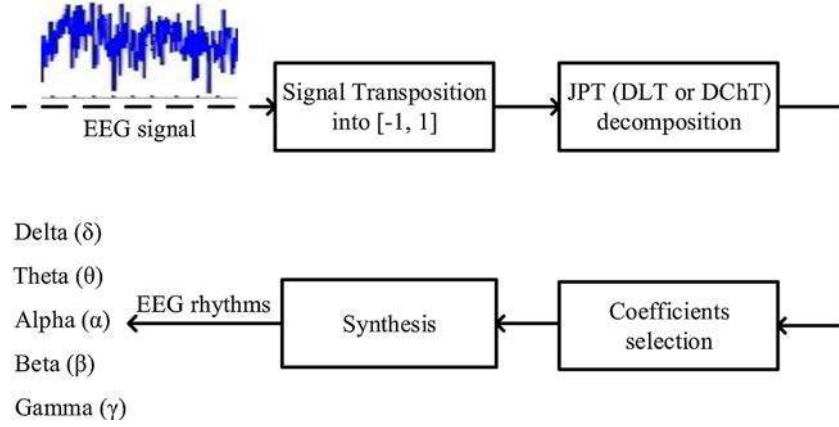 EEG signal
Signal Transposition
into [-1, 1]
JPT (DLT or DChT)
decomposition
Coefficients
selection
Synthesis
EEG rhythms
Delta (δ)
Theta (θ)
Alpha (α)
Beta (β)
Gamma (γ)